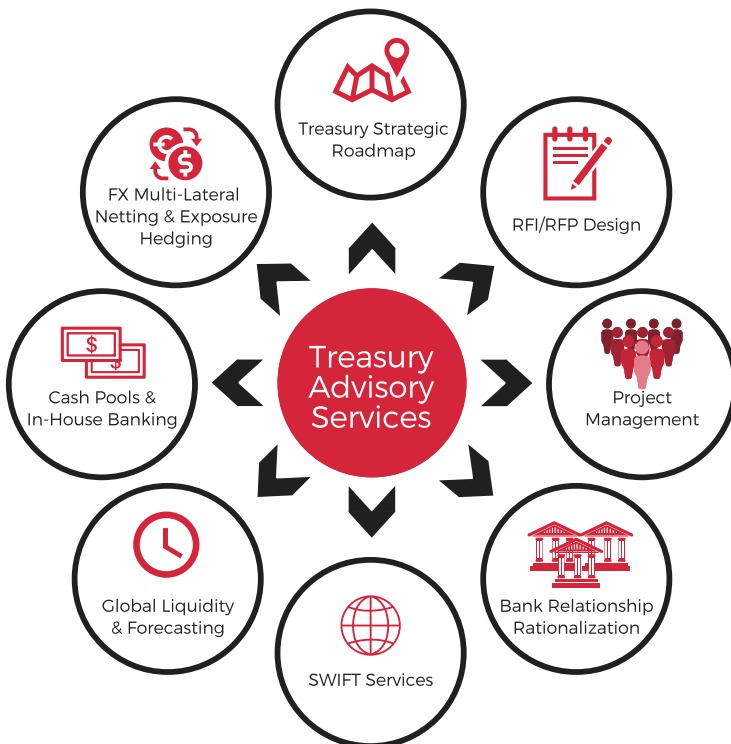 Treasury Strategic
Roadmap
RFI/RFP Design
Project
Management
Bank Relationship
Rationalization
SWIFT Services
Global Liquidity
& Forecasting
Cash Pools &
In-House Banking
FX Multi-Lateral
Netting & Exposure
Hedging
Treasury
Advisory
Services
€
$
$
$